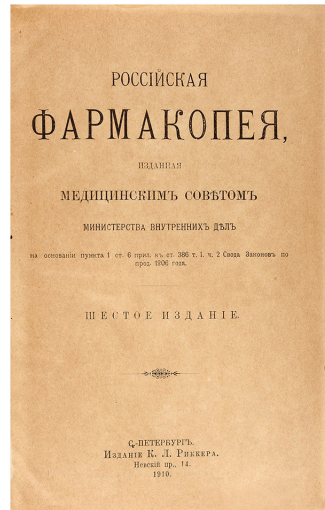 РОССІЙСКАЯ
ФАРМАКОПЕЯ,
ИЗДАННАЯ
МЕДИЦИНСКИМЪ СОВѢТОМЪ
МИНИСТЕРСТВА ВНУТРЕННИХЪ ДѢЛЪ
на основаніи пункта 1 ст. 6 прил. къ ст. 386 т. I. ч. 2 Свода Законовъ по
прод. 1906 года.
ШЕСТОЕ ИЗДАНІЕ.
С.-ПЕТЕРБУРГЪ.
Изданіе К. Л. Риккера.
Невскій пр., 14.
1910.